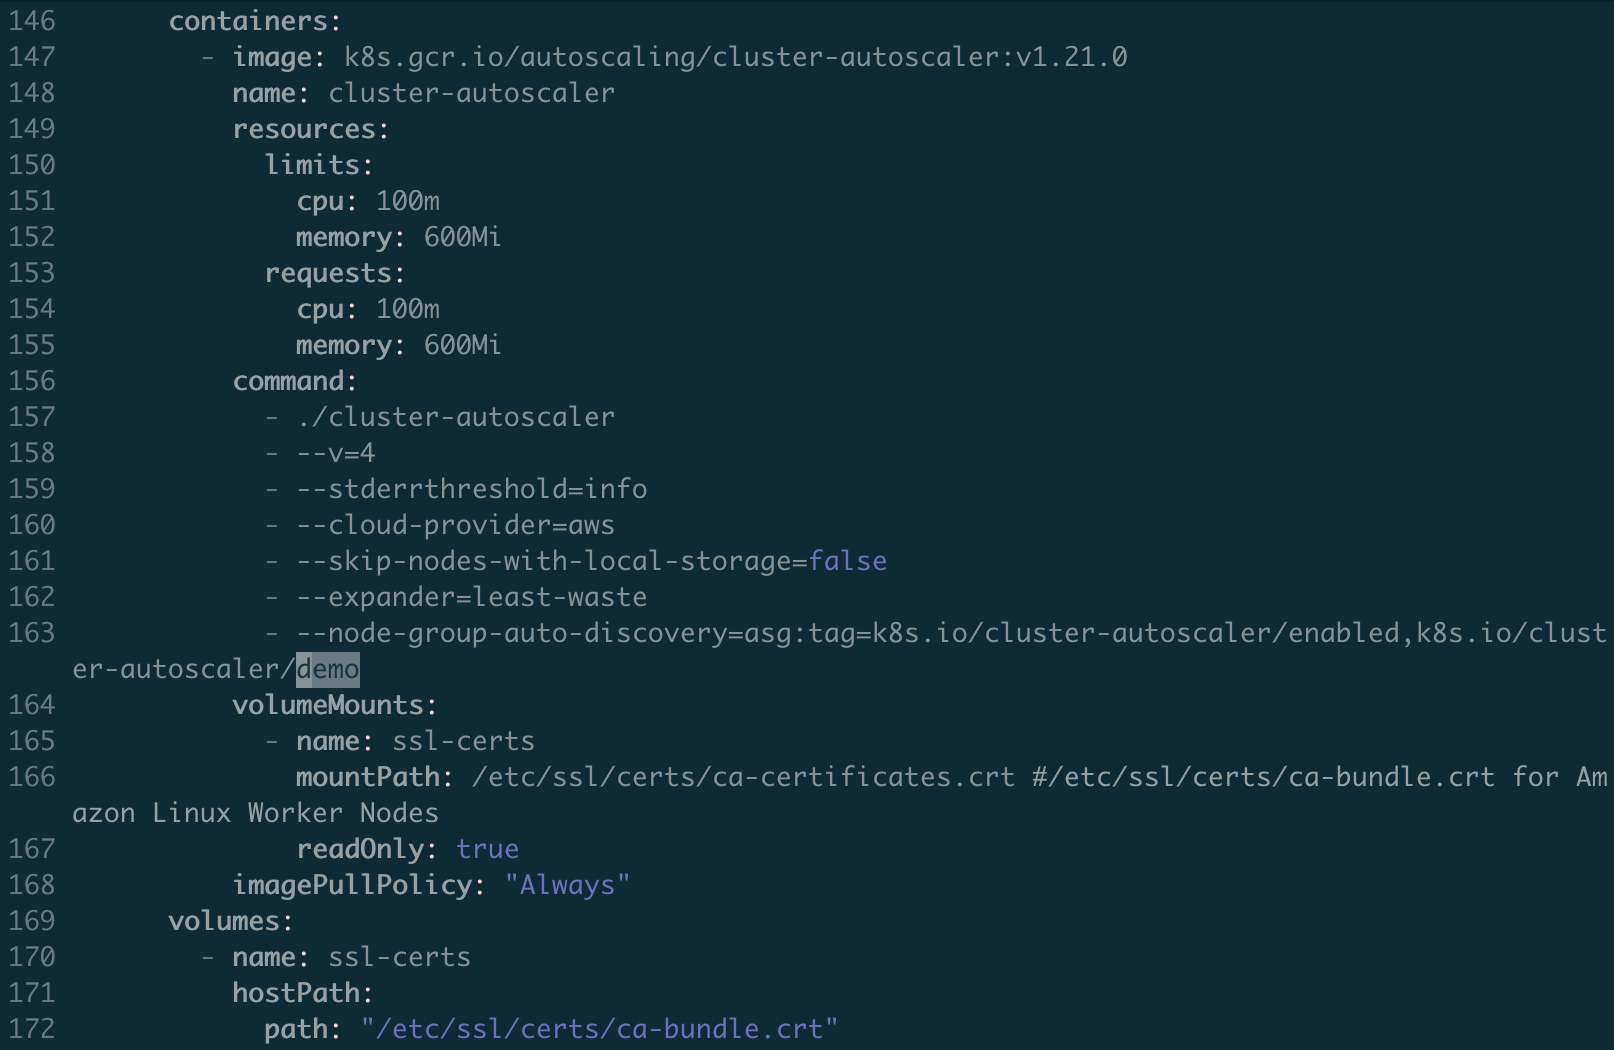 146       containers:
147         - image: k8s.gcr.io/autoscaling/cluster-autoscaler:v1.21.0
148           name: cluster-autoscaler
149           resources:
150             limits:
151               cpu: 100m
152               memory: 600Mi
153             requests:
154               cpu: 100m
155               memory: 600Mi
156           command:
157             - ./cluster-autoscaler
158             - --v=4
159             - --stderrthreshold=info
160             - --cloud-provider=aws
161             - --skip-nodes-with-local-storage=false
162             - --expander=least-waste
163             - --node-group-auto-discovery=asg:tag=k8s.io/cluster-autoscaler/enabled,k8s.io/clust
er-autoscaler/demo
164           volumeMounts:
165             - name: ssl-certs
166               mountPath: /etc/ssl/certs/ca-certificates.crt #/etc/ssl/certs/ca-bundle.crt for Am
azon Linux Worker Nodes
167               readOnly: true
168           imagePullPolicy: "Always"
169       volumes:
170         - name: ssl-certs
171           hostPath:
172             path: "/etc/ssl/certs/ca-bundle.crt"